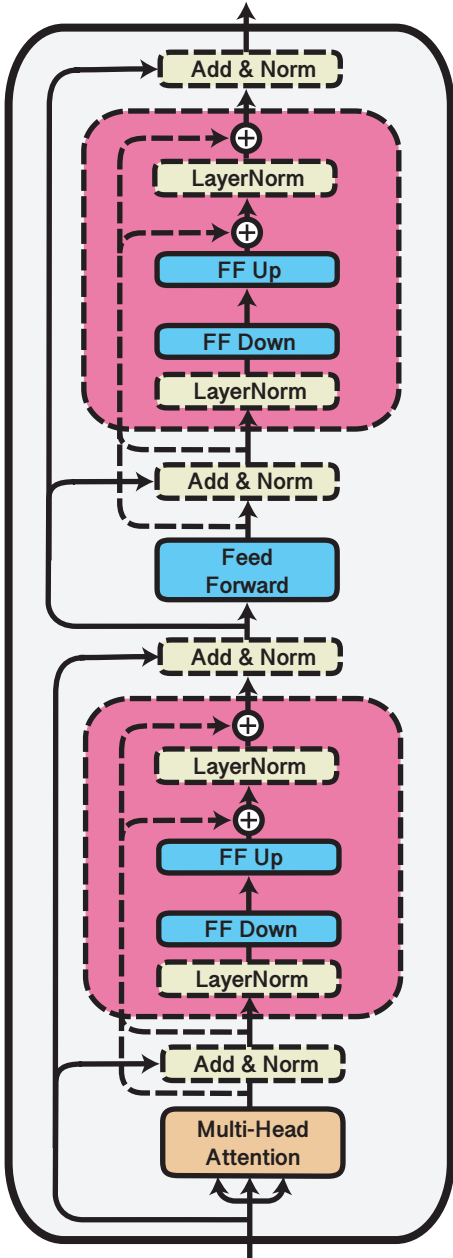 Add & Norm
+
LayerNorm
+
FF Up
FF Down
LayerNorm
Add & Norm
Feed
Forward
Add & Norm
+
LayerNorm
+
FF Up
FF Down
LayerNorm
Add & Norm
Multi-Head
Attention